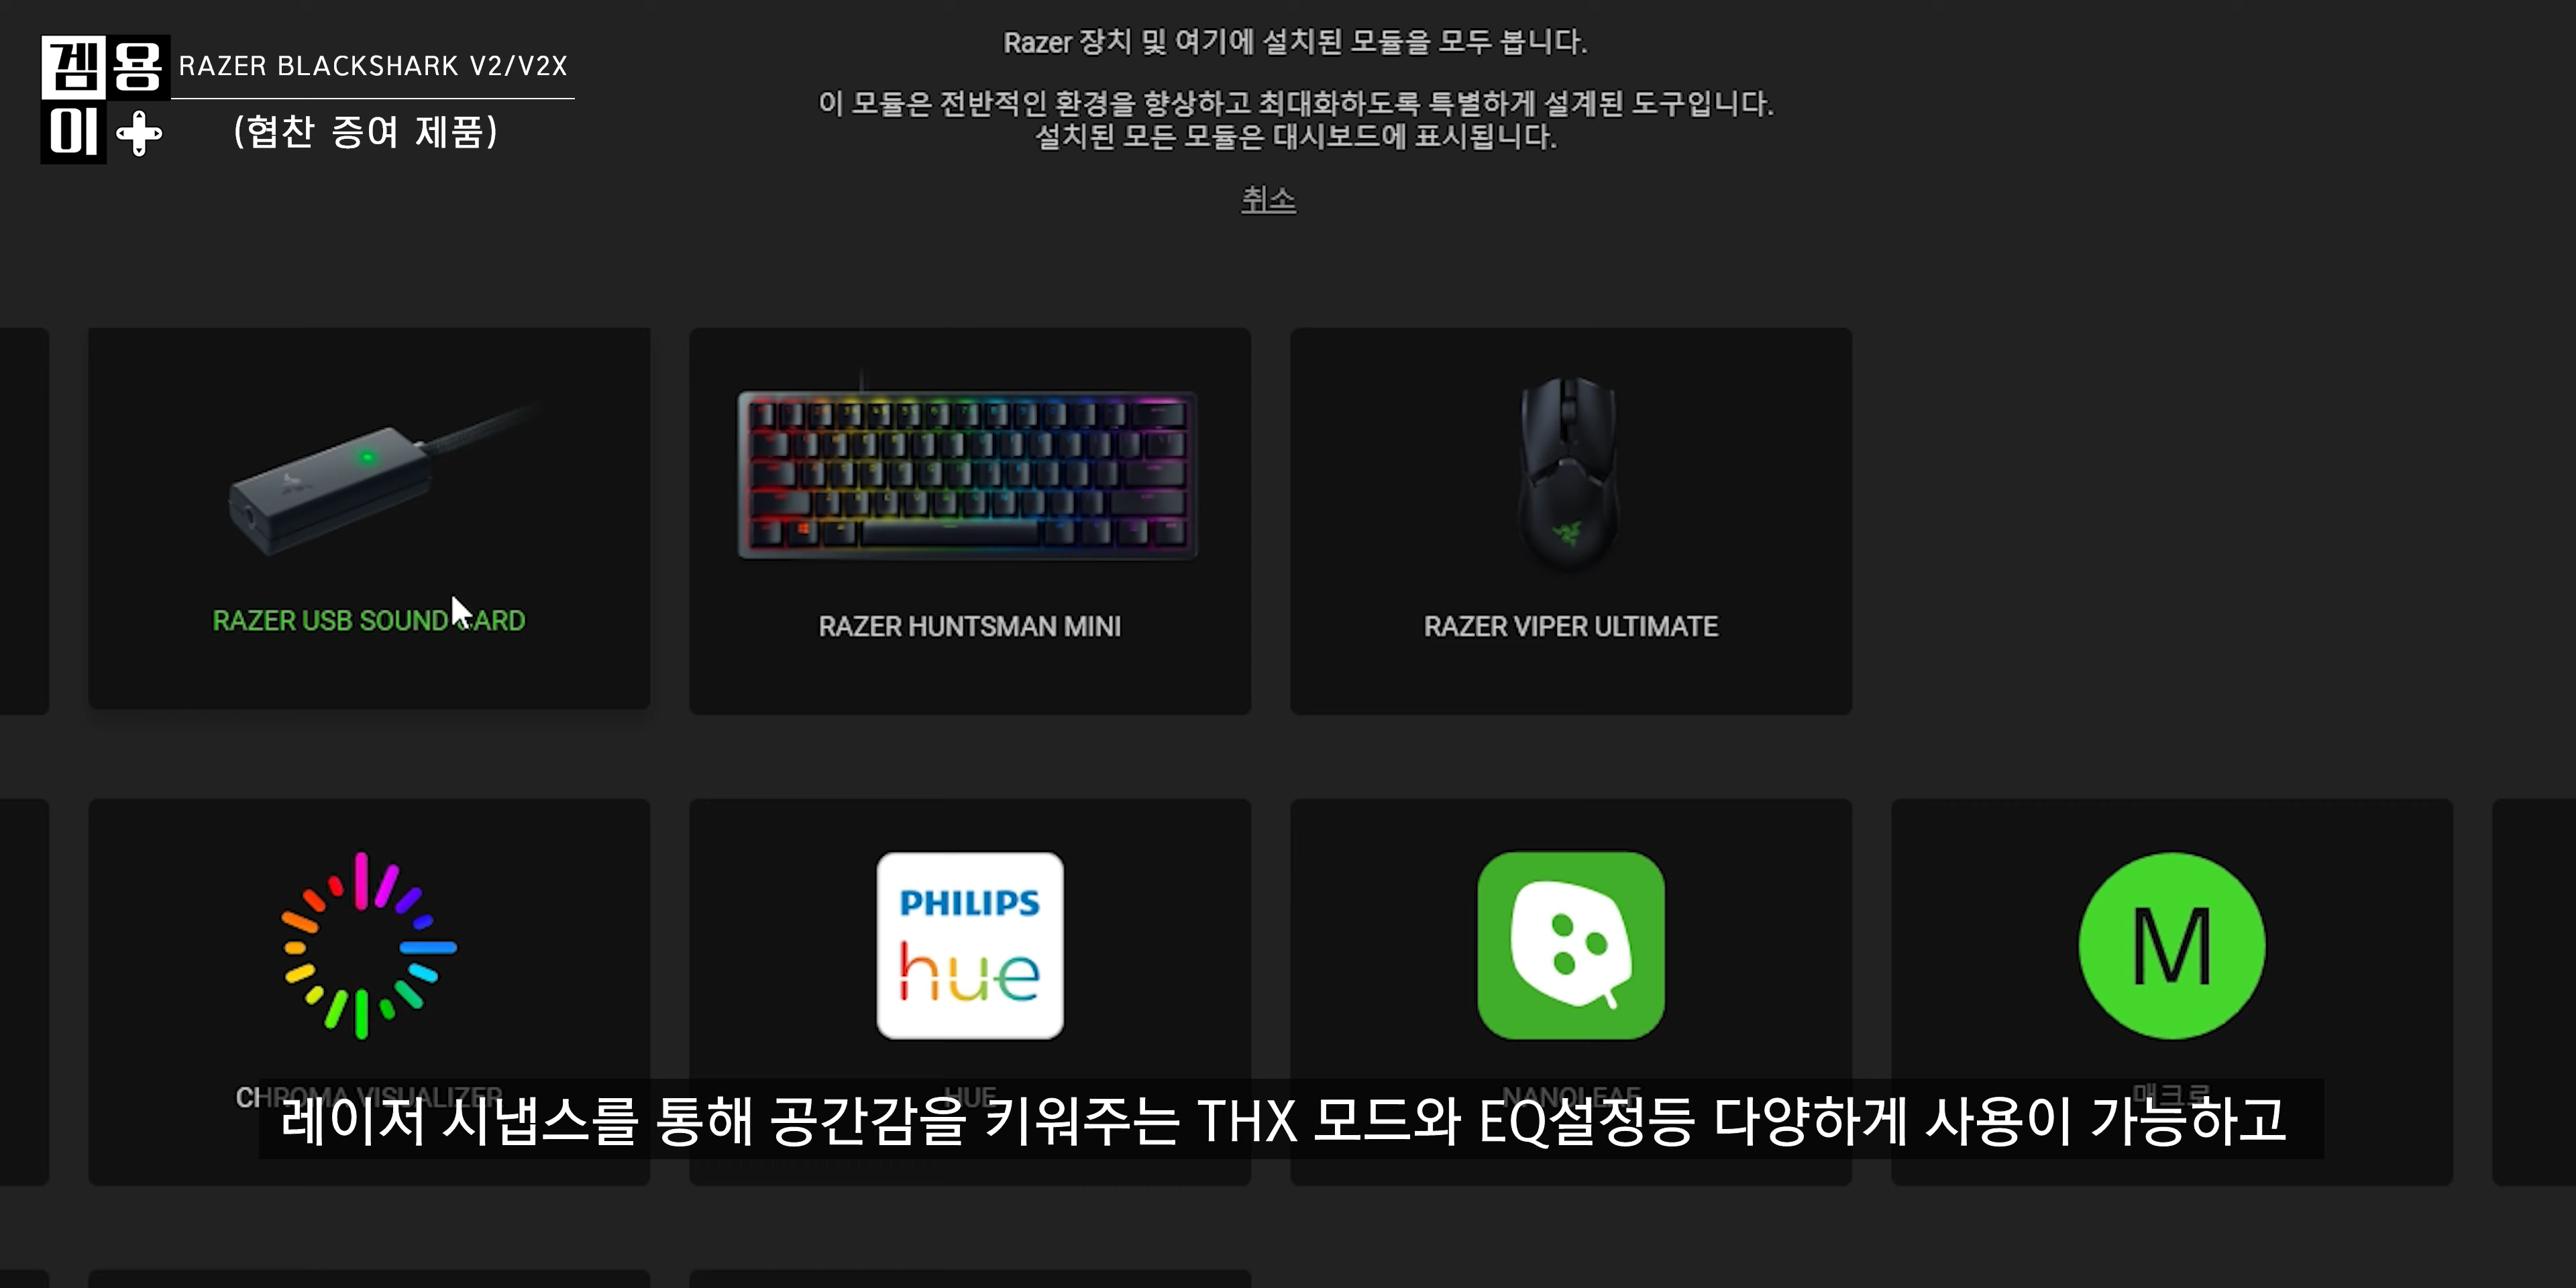 겜용
이
RAZER BLACKSHARK V2/V2X
(협찬 증여 제품)
Razer 장치 및 여기에 설치된 모듈을 모두 봅니다.
이 모듈은 전반적인 환경을 향상하고 최대화하도록 특별하게 설계된 도구입니다.
설치된 모든 모듈은 대시보드에 표시됩니다.
취소
RAZER USB SOUND CARD
RAZER HUNTSMAN MINI
RAZER VIPER ULTIMATE
PHILIPS
hue
M
CHROMA VISUALIZER
HUE
NANOLEAF
매크로
레이저 시냅스를 통해 공간감을 키워주는 THX 모드와 EQ설정등 다양하게 사용이 가능하고